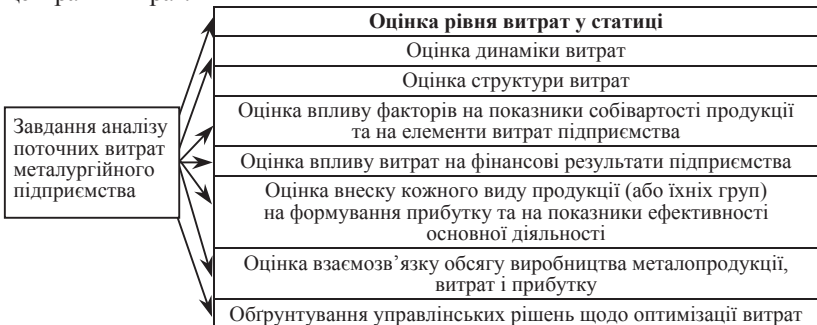 Оцінка рівня витрат у статиці
Оцінка динаміки витрат
Оцінка структури витрат
Оцінка впливу факторів на показники собівартості продукції
та на елементи витрат підприємства
Завдання аналізу
поточних витрат
металургійного
підприємства
Оцінка впливу витрат на фінансові результати підприємства
Оцінка внеску кожного виду продукції (або їхніх груп)
на формування прибутку та на показники ефективності
основної діяльності
Оцінка взаємозв’язку обсягу виробництва металопродукції,
витрат і прибутку
Обґрунтування управлінських рішень щодо оптимізації витрат